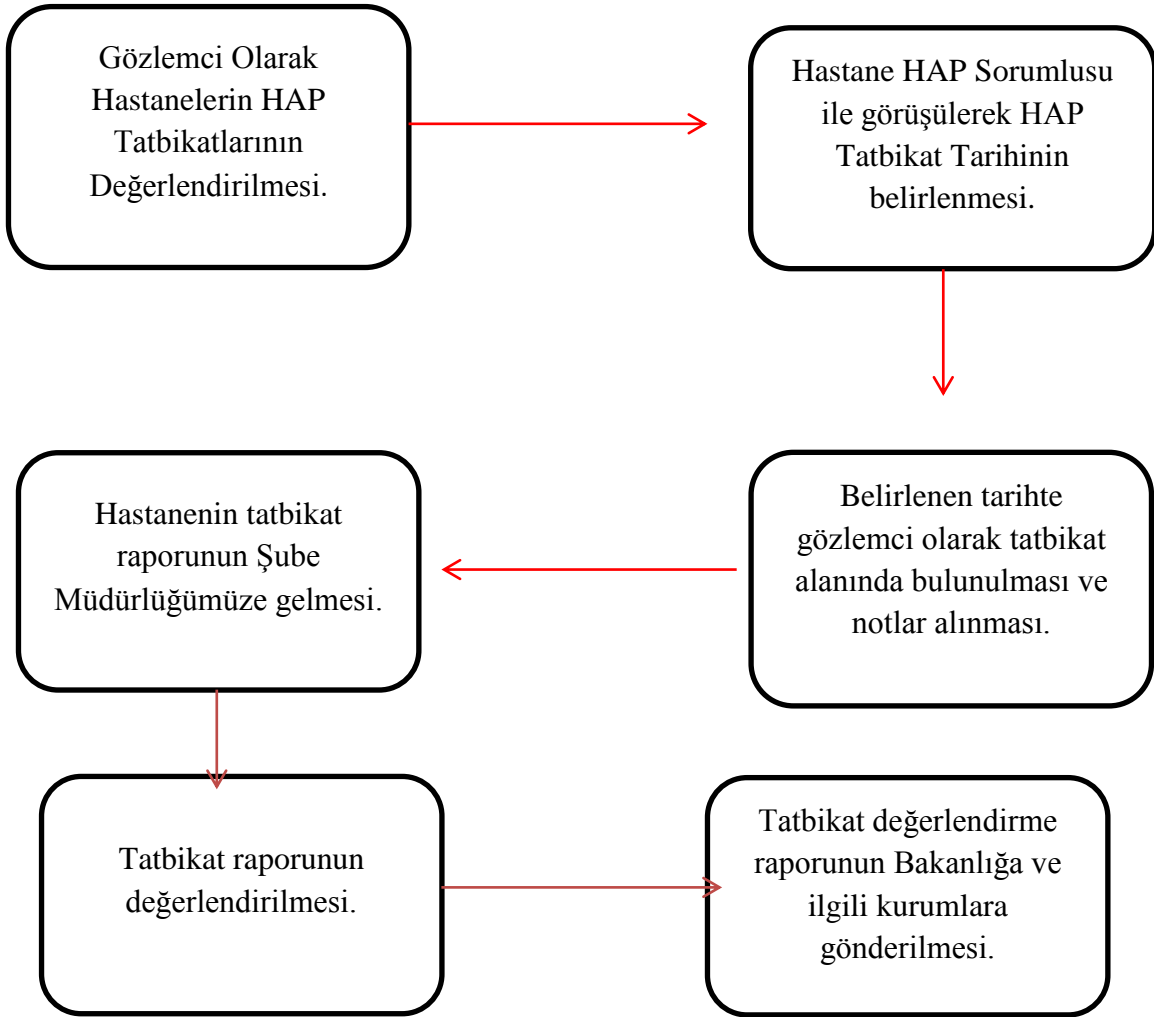 Gözlemci Olarak
Hastanelerin HAP
Tatbikatlarının
Değerlendirilmesi.
Hastane HAP Sorumlusu
ile görüşülerek HAP
Tatbikat Tarihinin
belirlenmesi.
Belirlenen tarihte
gözlemci olarak tatbikat
alanında bulunulması ve
notlar alınması.
Hastanenin tatbikat
raporunun Şube
Müdürlüğümüze gelmesi.
Tatbikat raporunun
değerlendirilmesi.
Tatbikat değerlendirme
raporunun Bakanlığa ve
ilgili kurumlara
gönderilmesi.